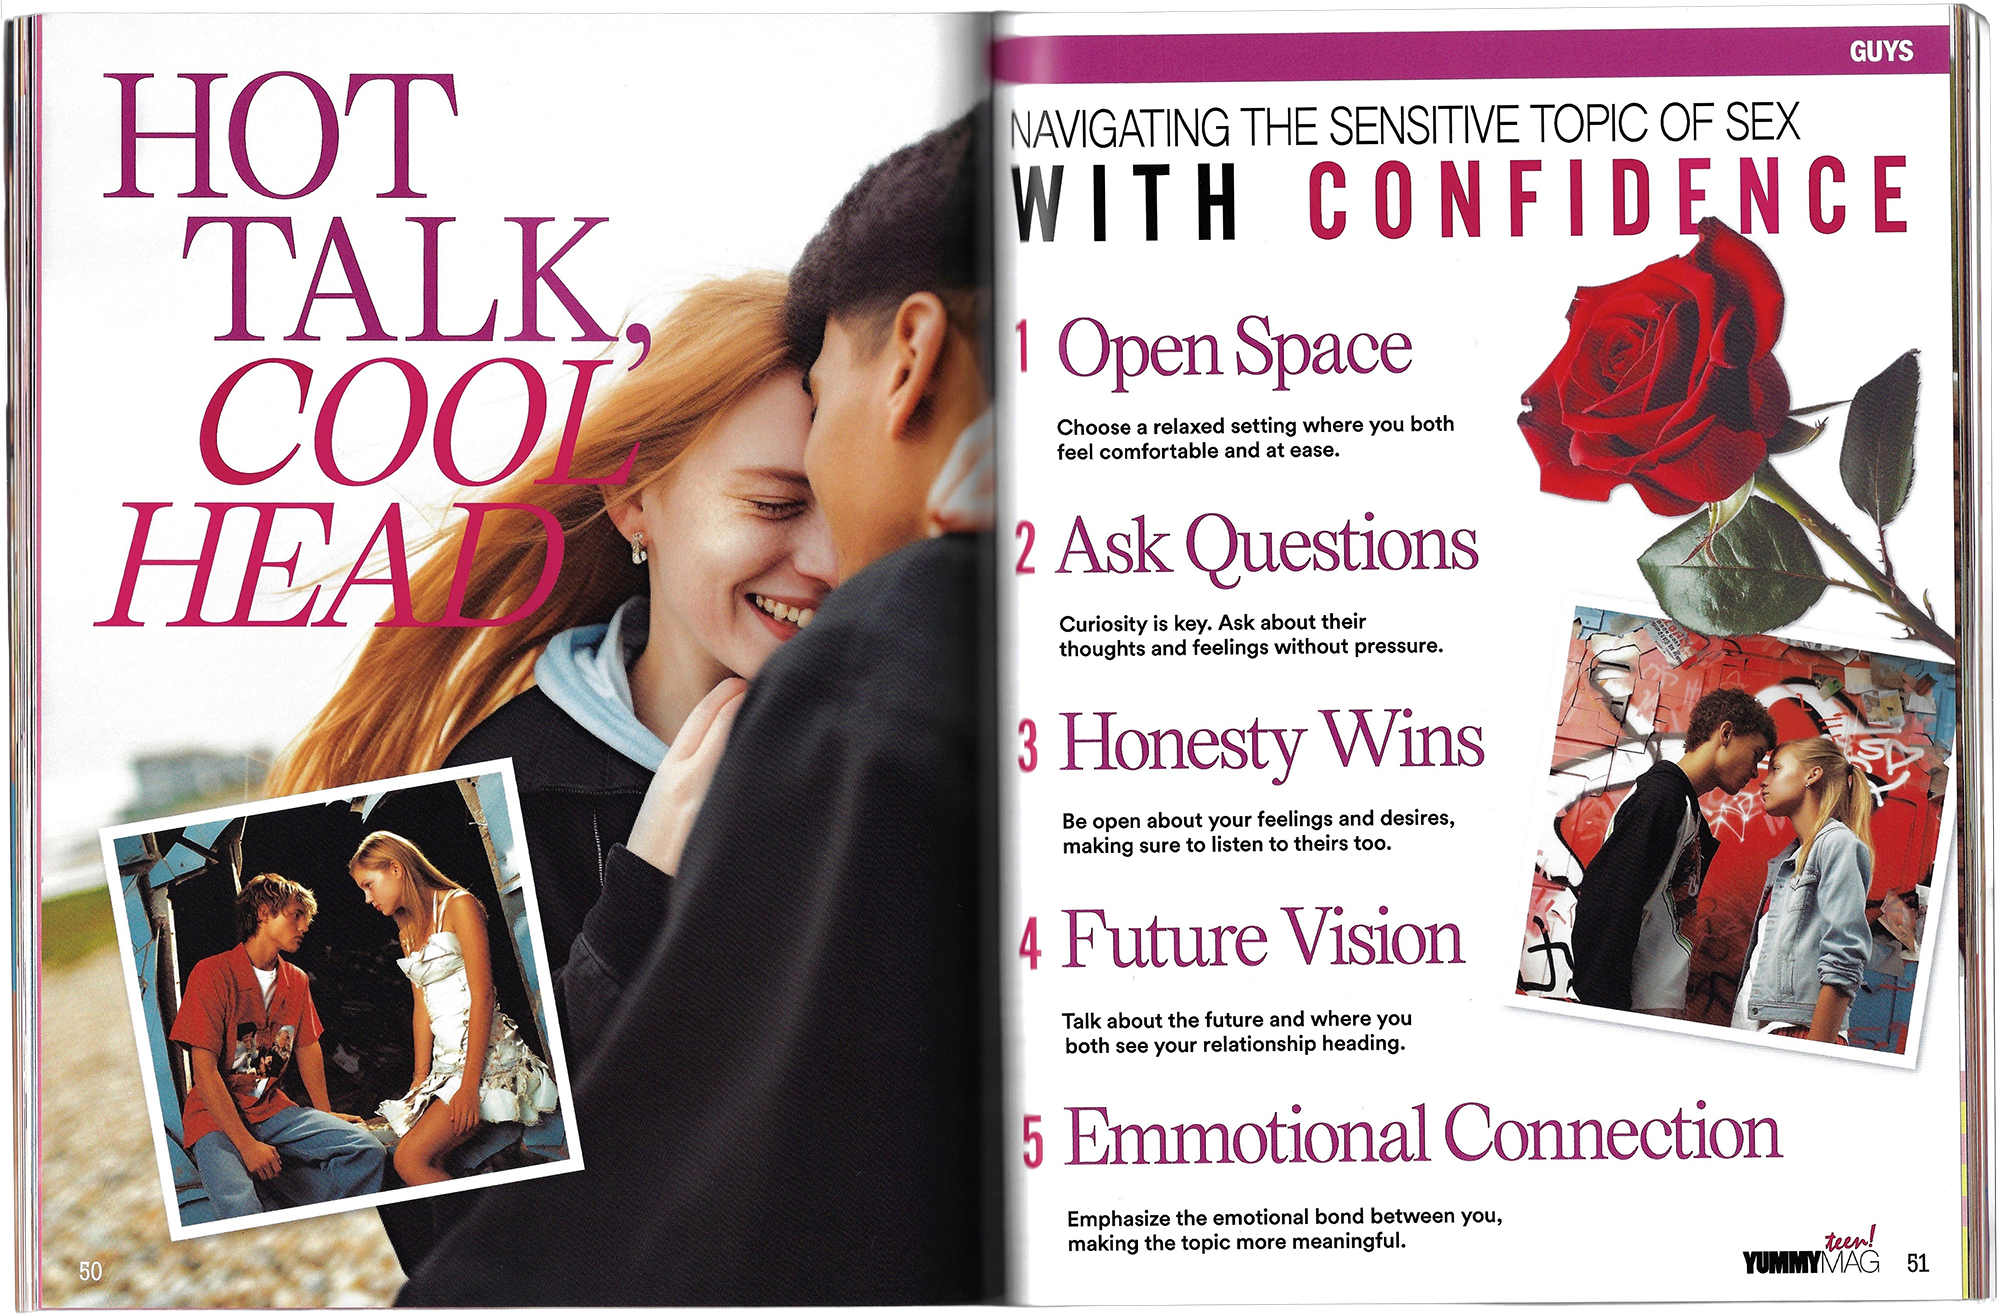 HOT
TALK,
COOL
HEAD
50
GUYS
NAVIGATING THE SENSITIVE TOPIC OF SEX
WITH CONFIDENCE
1 Open Space
Choose a relaxed setting where you both
feel comfortable and at ease.
2 Ask Questions
Curiosity is key. Ask about their
thoughts and feelings without pressure.
3 Honesty Wins
Be open about your feelings and desires,
making sure to listen to theirs too.
4 Future Vision
Talk about the future and where you
both see your relationship heading.
5 Emmotional Connection
Emphasize the emotional bond between you,
making the topic more meaningful.
teen!
YUMMYMAG 51